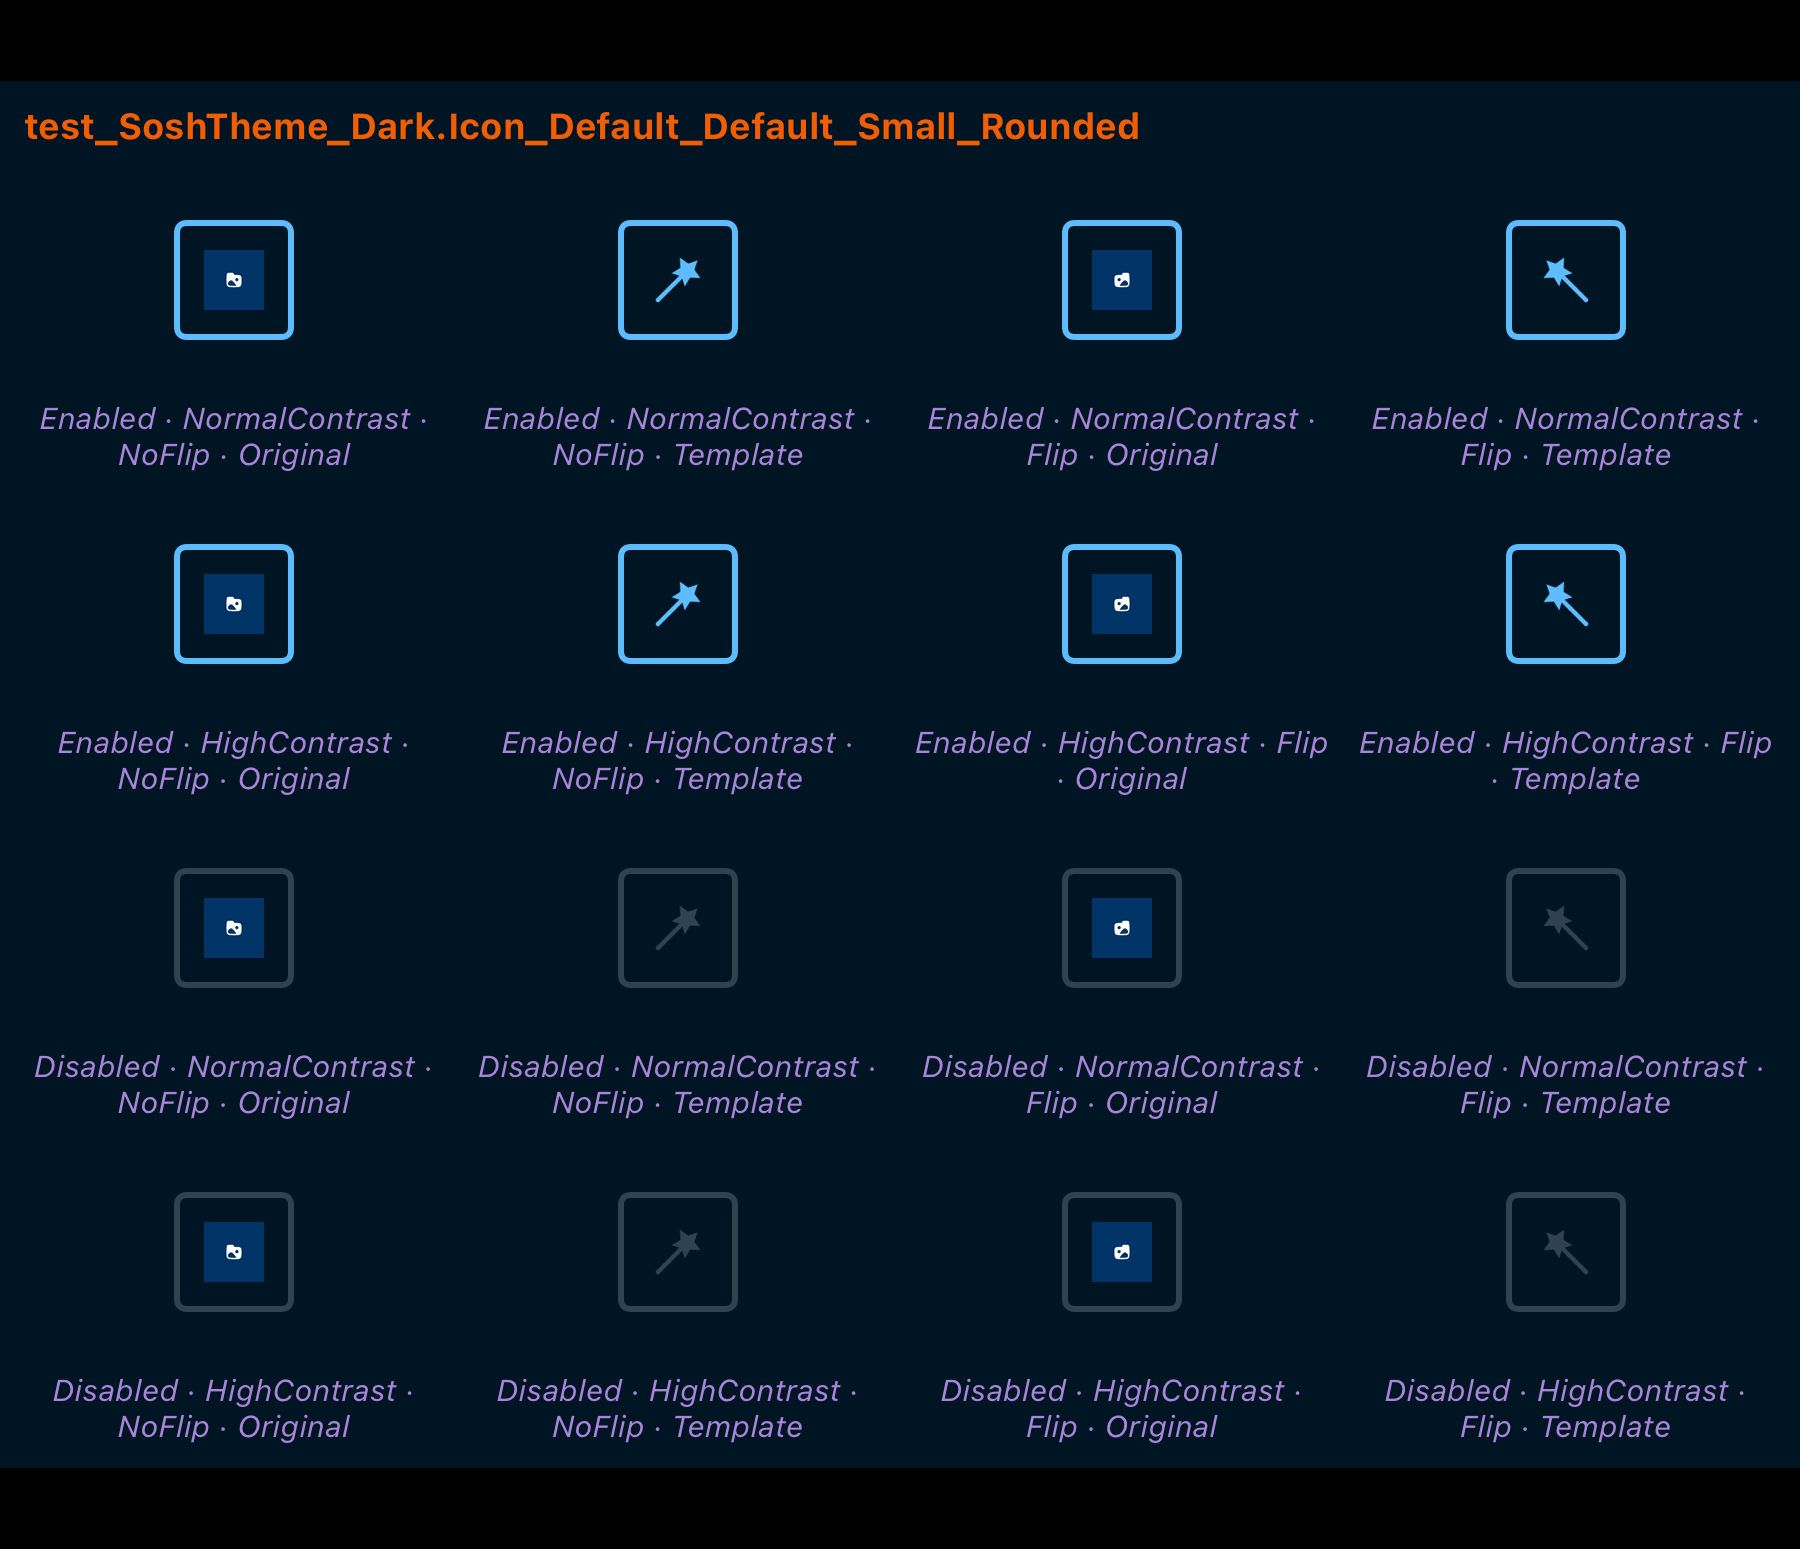 test_SoshTheme_Dark.Icon_Default_Default_Small_Rounded
Enabled · NormalContrast ·
NoFlip · Original
Enabled · NormalContrast ·
NoFlip · Template
Enabled · NormalContrast ·
Flip · Original
Enabled · NormalContrast ·
Flip · Template
Enabled · HighContrast ·
NoFlip · Original
Enabled · HighContrast ·
NoFlip · Template
Enabled · HighContrast · Flip
· Original
Enabled · HighContrast · Flip
· Template
Disabled · NormalContrast ·
NoFlip · Original
Disabled · NormalContrast ·
NoFlip · Template
Disabled · NormalContrast ·
Flip · Original
Disabled · NormalContrast ·
Flip · Template
Disabled · HighContrast ·
NoFlip · Original
Disabled · HighContrast ·
NoFlip · Template
Disabled · HighContrast ·
Flip · Original
Disabled · HighContrast ·
Flip · Template